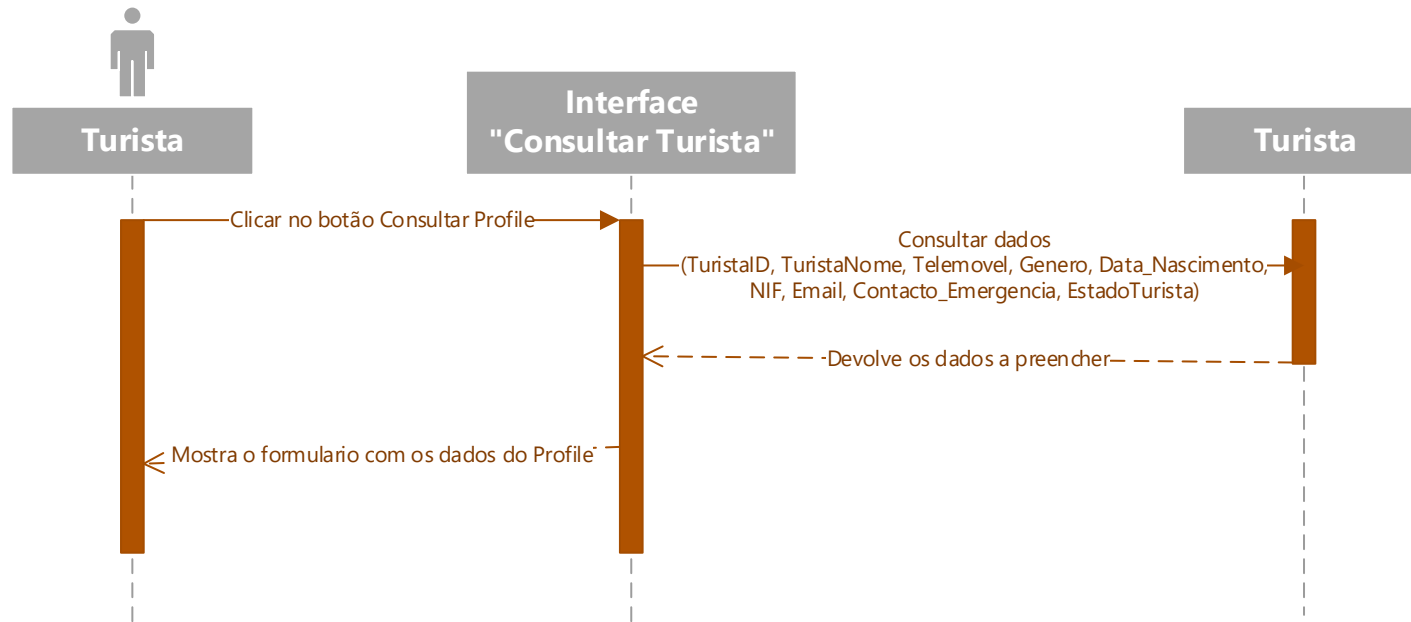 Turista
Interface
"Consultar Turista"
Turista
Clicar no botão Consultar Profile
Consultar dados
(TuristaID, TuristaNome, Telemovel, Genero, Data_Nascimento,
NIF, Email, Contacto_Emergencia, EstadoTurista)
Devolve os dados a preencher
Mostra o formulario com os dados do Profile